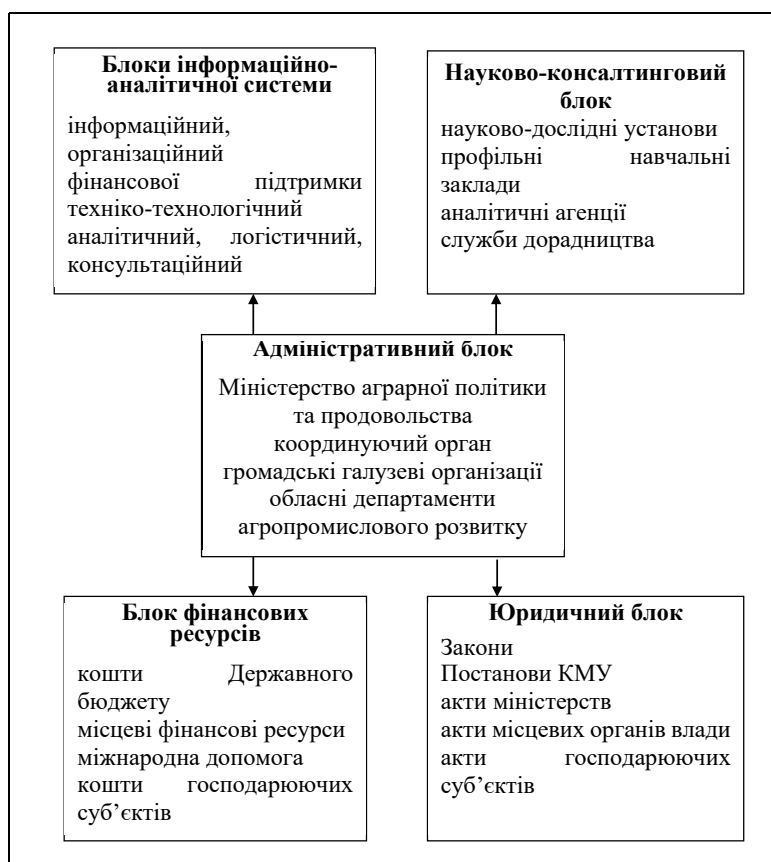 Блоки інформаційно-
аналітичної системи
інформаційний,
організаційний
фінансової підтримки
техніко-технологічний
аналітичний, логістичний,
консультаційний
Науково-консалтинговий
блок
науково-дослідні установи
профільні навчальні
заклади
аналітичні агенції
служби дорадництва
Адміністративний блок
Міністерство аграрної політики
та продовольства
координуючий орган
громадські галузеві організації
обласні департаменти
агропромислового розвитку
Блок фінансових
ресурсів
кошти Державного
бюджету
місцеві фінансові ресурси
міжнародна допомога
кошти господарюючих
суб’єктів
Юридичний блок
Закони
Постанови КМУ
акти міністерств
акти місцевих органів влади
акти господарюючих
суб’єктів